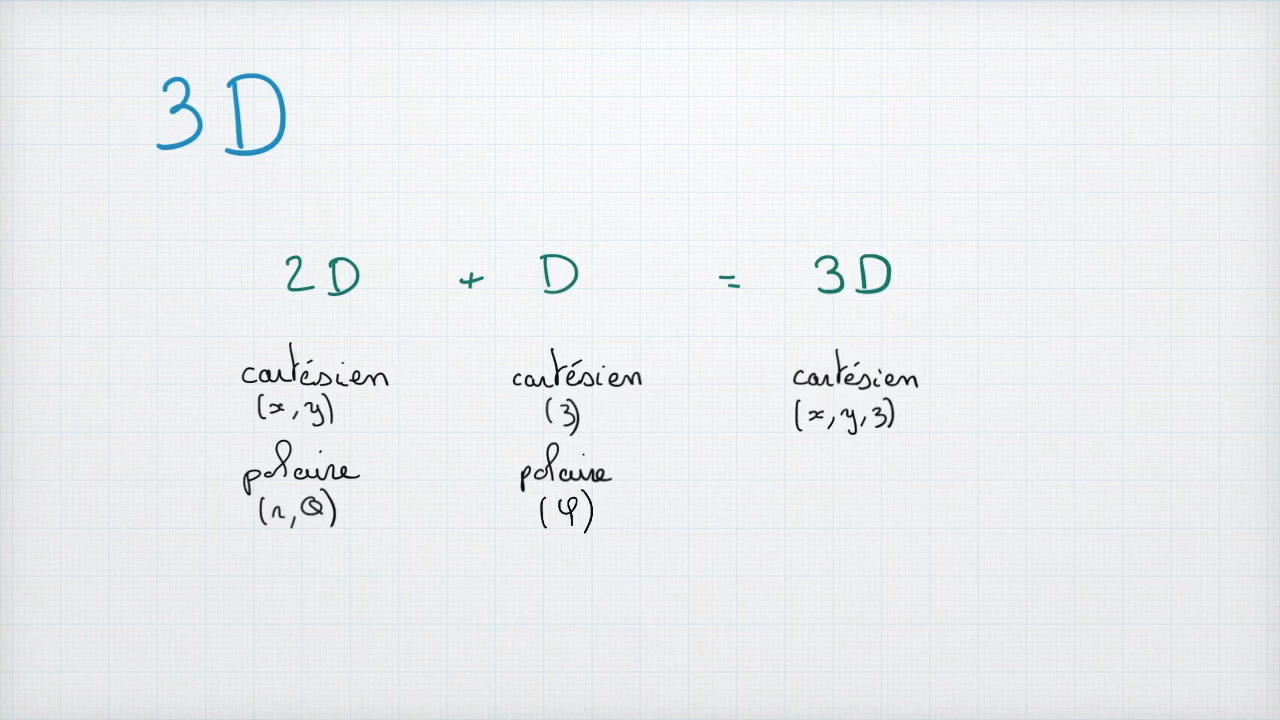 3D
2D + D = 3D
cartésien cartésien cartésien
(x, y) (z) (x, y, z)
polaire polaire
(r, θ) (φ)